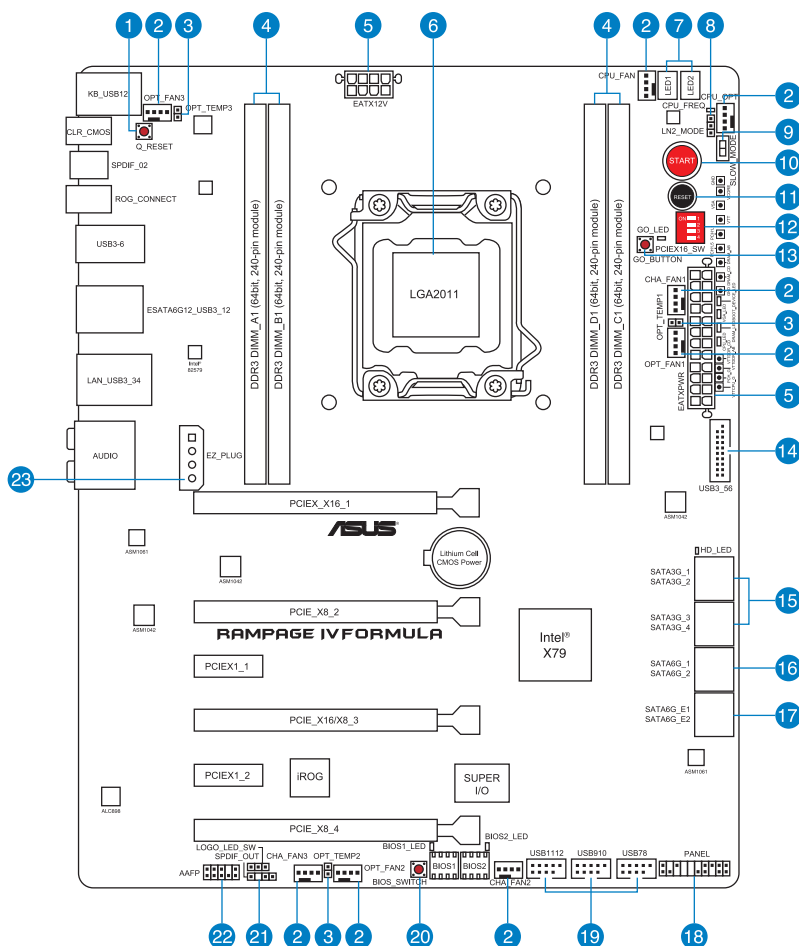 1
2
3
4
5
6
4
2
7
8
KB_USB12
OPT_FAN3
OPT_TEMP3
EATX12V
CPU_FAN
LED1
LED2
CPU_OPT
2
CPU_FREQ
CLR_CMOS
Q_RESET
LN2_MODE
9
SLOW_MODE
SPDIF_O2
START
10
ROG_CONNECT
RESET
11
ON
12
GO_LED
PCIEX16_SW
GO_BUTTON
13
USB3-6
CHA_FAN1
2
LGA2011
DDR3 DIMM_A1 (64bit, 240-pin module)
DDR3 DIMM_B1 (64bit, 240-pin module)
DDR3 DIMM_D1 (64bit, 240-pin module)
DDR3 DIMM_C1 (64bit, 240-pin module)
ESATA6G12_USB3_12
OPT_TEMP1
3
2
OPT_FAN1
Intel®
82579
LAN_USB3_34
EATXPWR
5
AUDIO
EZ_PLUG
14
23
USB3_56
PCIEX_X16_1
ASM1042
ASUS
ASM1061
Lithium Cell
CMOS Power
HD_LED
ASM1042
SATA3G_1
SATA3G_2
15
ASM1042
PCIE_X8_2
SATA3G_3
SATA3G_4
RAMPAGE IV FORMULA
Intel®
X79
PCIEX1_1
SATA6G_1
SATA6G_2
16
PCIE_X16/X8_3
SATA6G_E1
SATA6G_E2
17
ASM1061
PCIEX1_2
iROG
SUPER
I/O
ALC898
PCIE_X8_4
BIOS1_LED
BIOS2_LED
LOGO_LED_SW
SPDIF_OUT
CHA_FAN3
OPT_TEMP2
OPT_FAN2
BIOS1
BIOS2
USB1112
USB910
USB78
PANEL
AAFP
BIOS_SWITCH
CHA_FAN2
22
21
2
3
2
20
2
19
18